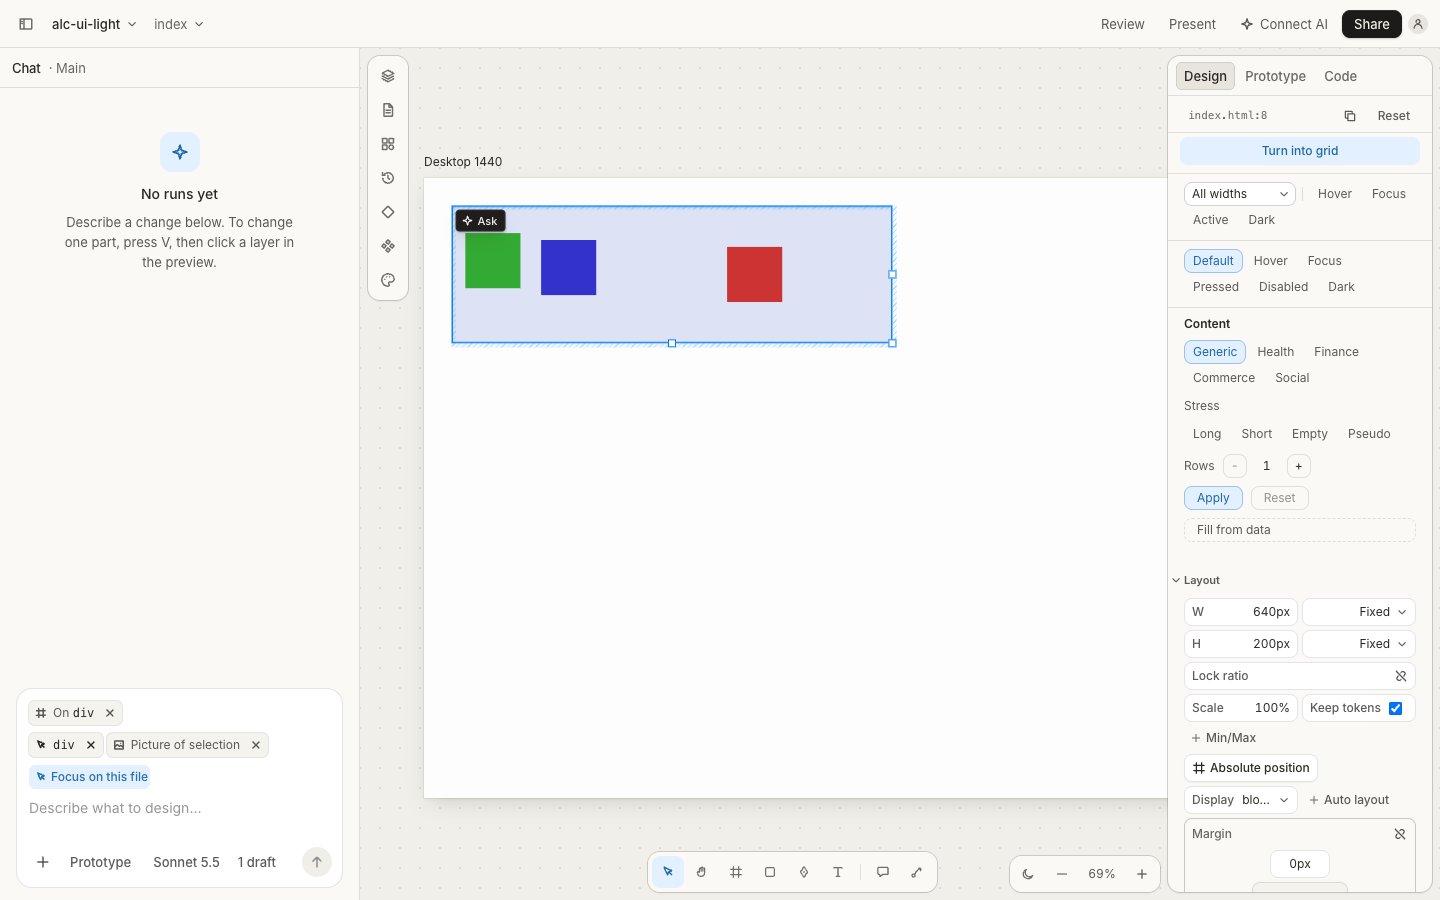 alc-ui-light index Review Present Connect AI Share
Chat · Main
No runs yet
Describe a change below. To change
one part, press V, then click a layer in
the preview.
On div
div Picture of selection
Focus on this file
Describe what to design...
Prototype Sonnet 5.5 1 draft
Desktop 1440
Ask
69%
Design Prototype Code
index.html:8 Reset
Turn into grid
All widths Hover Focus
Active Dark
Default Hover Focus
Pressed Disabled Dark
Content
Generic Health Finance
Commerce Social
Stress
Long Short Empty Pseudo
Rows - 1 +
Apply Reset
Fill from data
Layout
W 640px Fixed
H 200px Fixed
Lock ratio
Scale 100% Keep tokens
Min/Max
Absolute position
Display blo... Auto layout
Margin
0px